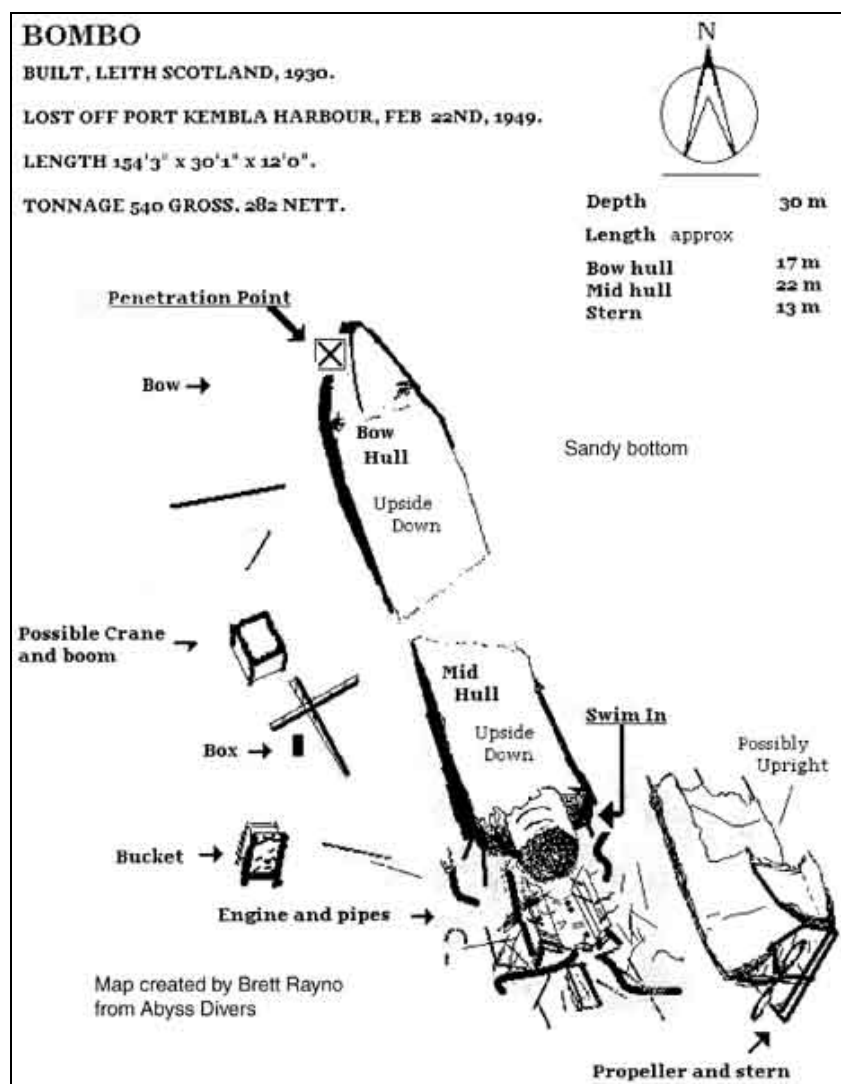 BOMBO
BUILT, LEITH SCOTLAND, 1930.
LOST OFF PORT KEMBLA HARBOUR, FEB 22ND, 1949.
LENGTH 154'3" x 30'1" x 12'0".
TONNAGE 540 GROSS. 282 NETT.
N
Depth 30 m
Length approx
Bow hull 17 m
Mid hull 22 m
Stern 13 m
Penetration Point
Bow
Bow
Hull
Upside
Down
Sandy bottom
Possible Crane
and boom
Mid
Hull
Upside
Down
Swim In
Box
Possibly
Upright
Bucket
Engine and pipes
Map created by Brett Rayno
from Abyss Divers
Propeller and stern